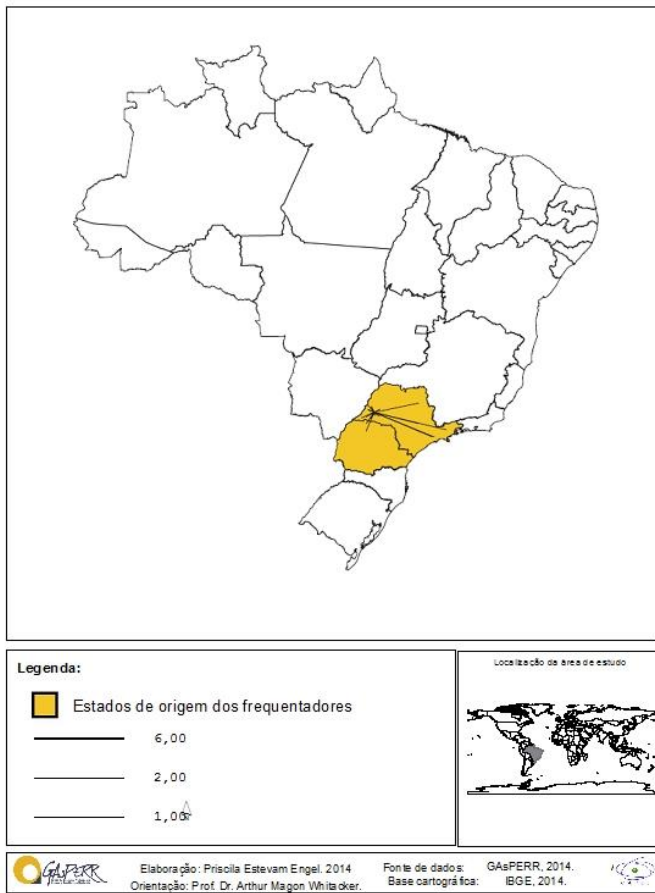 Legenda:
Estados de origem dos frequentadores
6,00
2,00
1,00
Localização da área de estudo
GAsPERR
Elaboração: Priscila Estevam Engel. 2014
Orientação: Prof. Dr. Arthur Magon Whitacker.
Fonte de dados: GAsPERR, 2014.
Base cartográfica: IBGE, 2014.